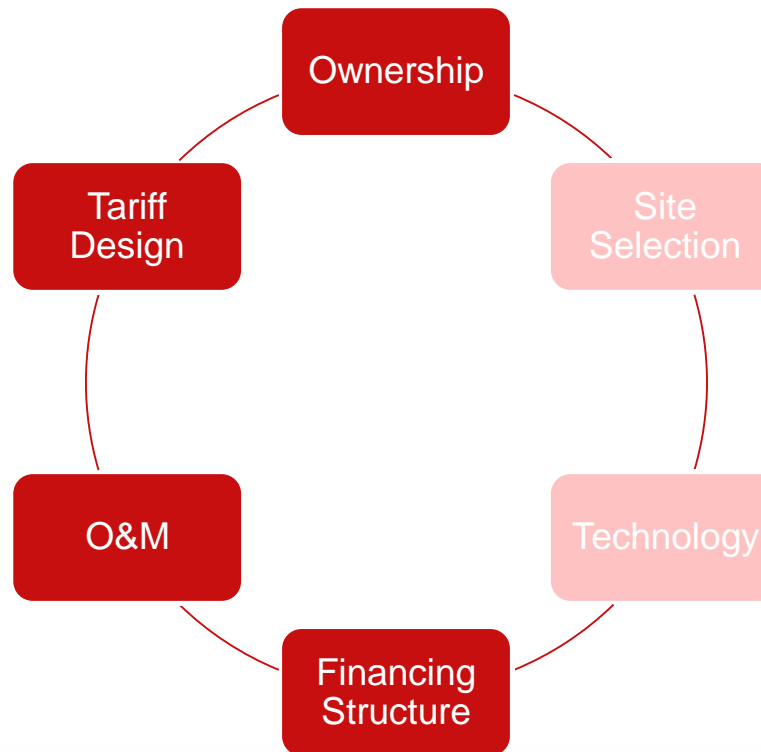 Ownership
Tariff
Design
Site
Selection
O&M
Technology
Financing
Structure